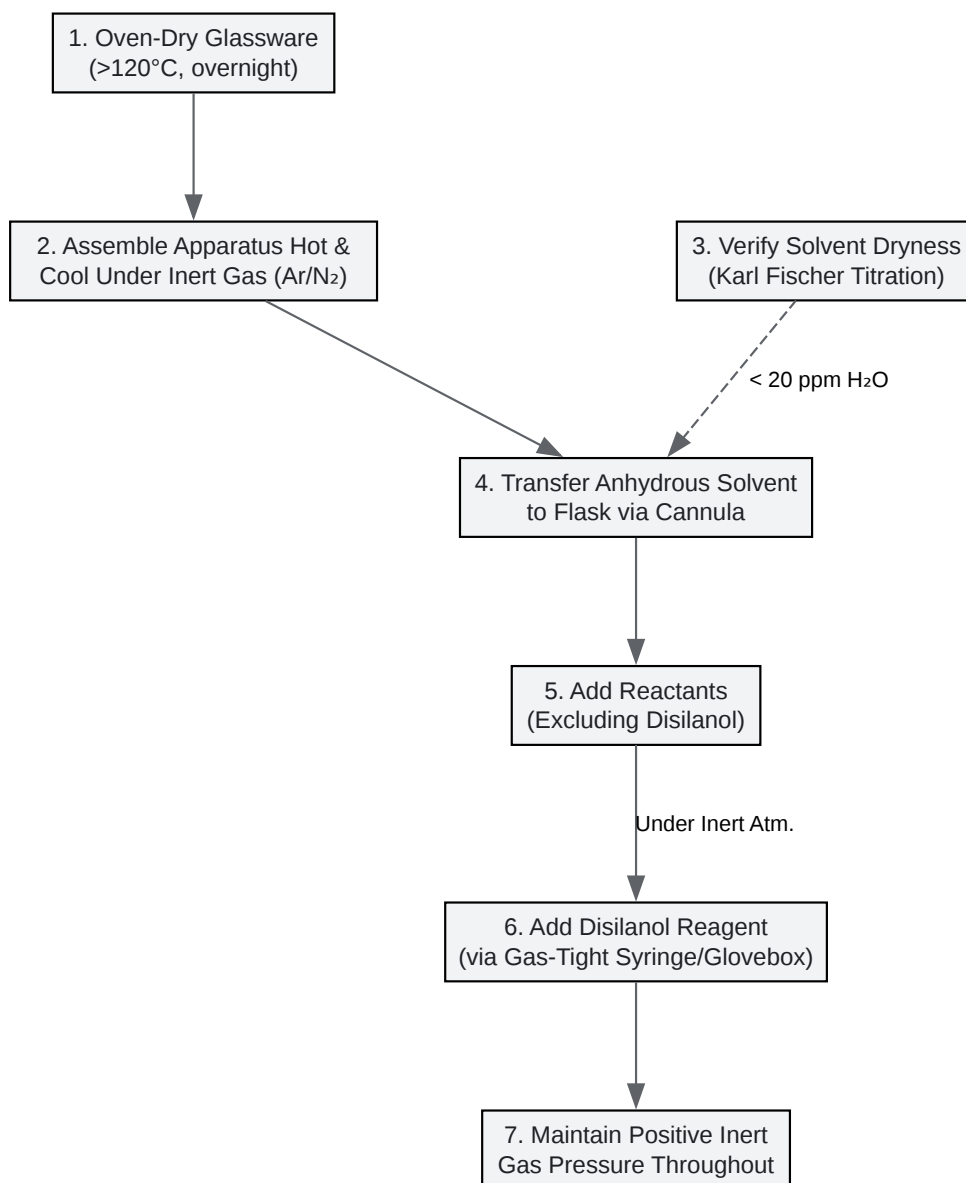 1. Oven-Dry Glassware
(>120°C, overnight)
2. Assemble Apparatus Hot &
Cool Under Inert Gas (Ar/N₂)
3. Verify Solvent Dryness
(Karl Fischer Titration)
< 20 ppm H₂O
4. Transfer Anhydrous Solvent
to Flask via Cannula
5. Add Reactants
(Excluding Disilanol)
Under Inert Atm.
6. Add Disilanol Reagent
(via Gas-Tight Syringe/Glovebox)
7. Maintain Positive Inert
Gas Pressure Throughout